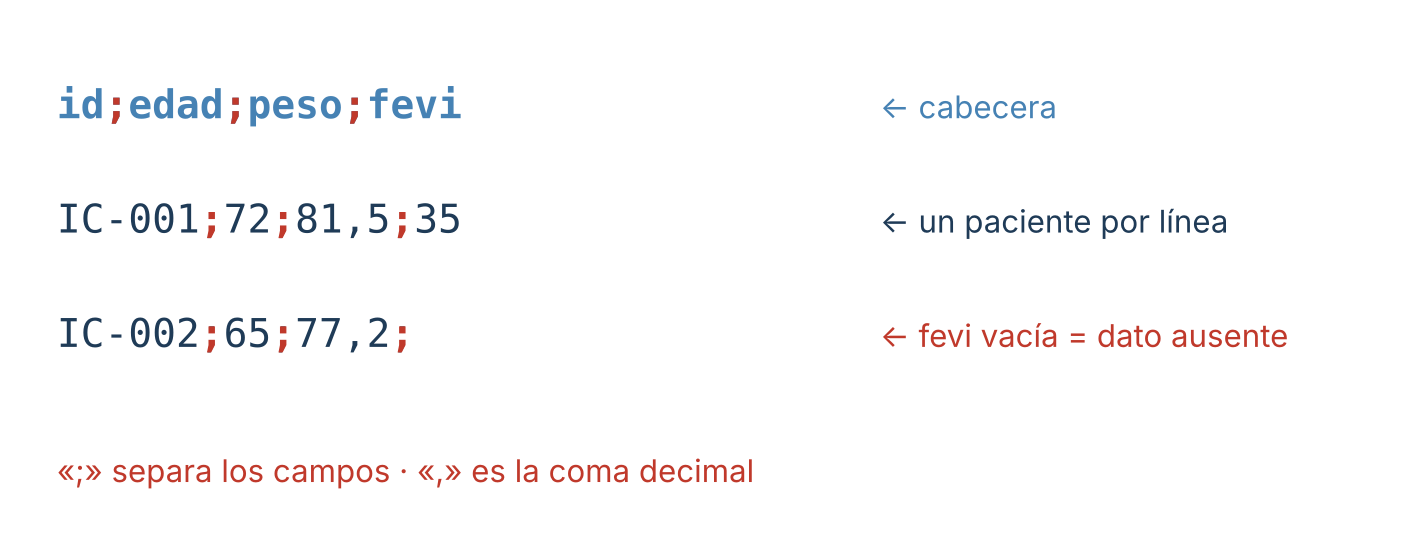 id;edad;peso;fevi ← cabecera
IC-001;72;81,5;35 ← un paciente por línea
IC-002;65;77,2; ← fevi vacía = dato ausente
«;» separa los campos · «,» es la coma decimal